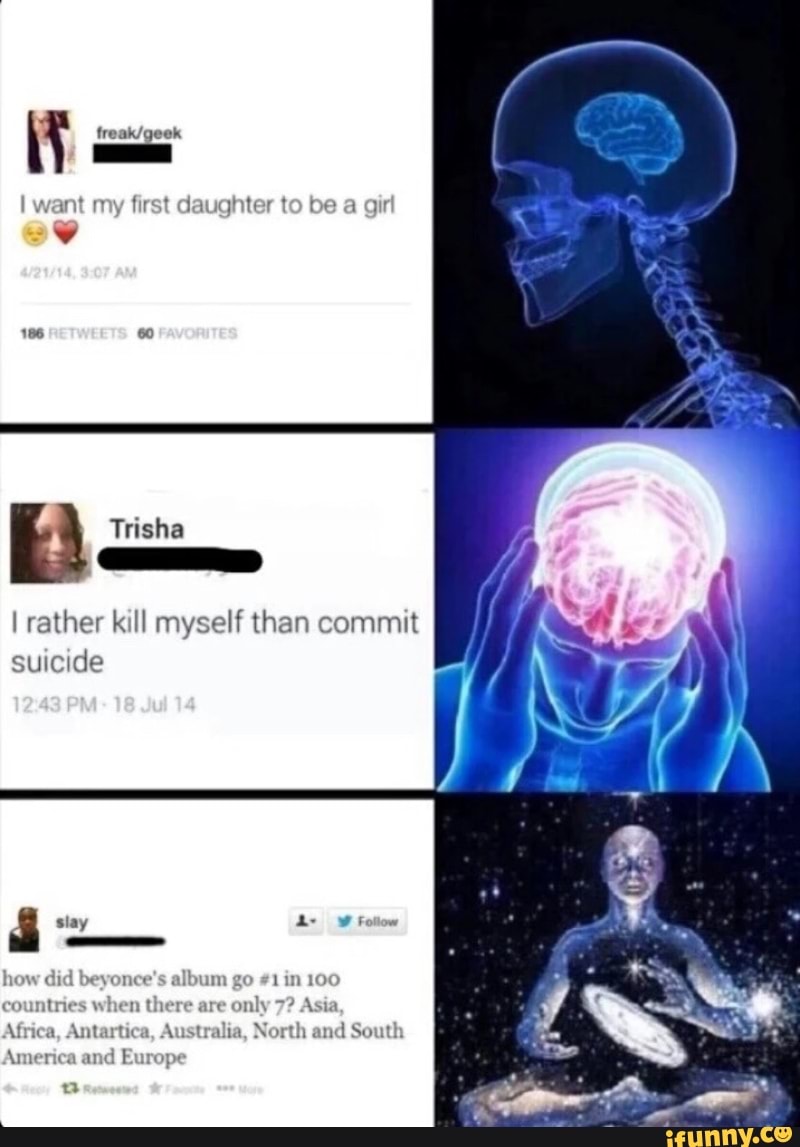 freak/geek
I want my first daughter to be a girl
😔❤️
4/21/14, 3:07 AM
186 RETWEETS 60 FAVORITES
Trisha
I rather kill myself than commit
suicide
12:43 PM · 18 Jul 14
slay
Follow
how did beyonce's album go #1 in 100
countries when there are only 7? Asia,
Africa, Antartica, Australia, North and South
America and Europe
Reply Retweeted Favorite More
ifunny.co